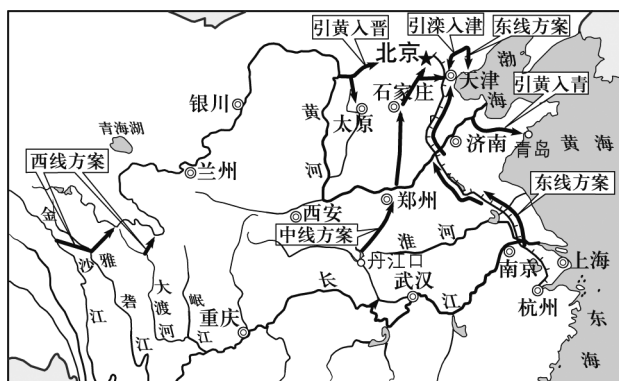 引黄入晋
引滦入津
东线方案
北京
渤海
天津
银川
黄河
石家庄
引黄入青
太原
青海湖
济南
青岛
黄海
西线方案
兰州
东线方案
郑州
西安
中线方案
淮河
金沙江
雅砻江
大渡河
岷江
丹江口
南京
上海
长江
武汉
重庆
杭州
东海